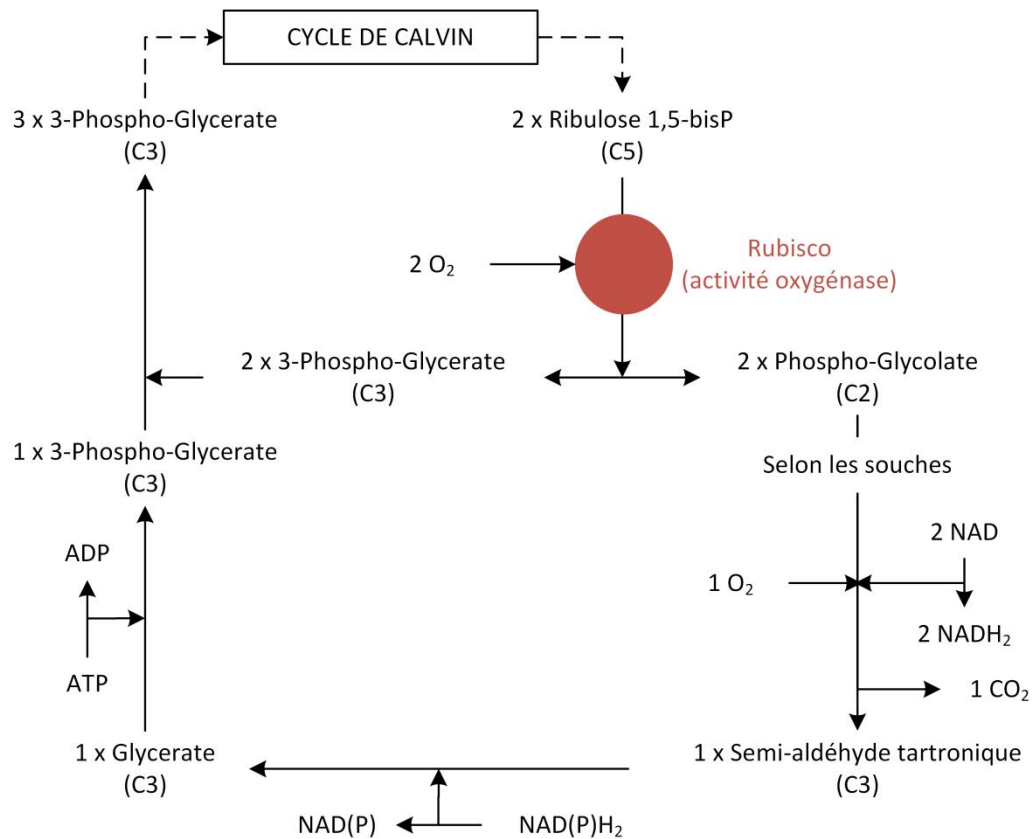 CYCLE DE CALVIN
3 x 3-Phospho-Glycerate
(C3)
2 x Ribulose 1,5-bisP
(C5)
2 O₂
Rubisco
(activité oxygénase)
2 x 3-Phospho-Glycerate
(C3)
2 x Phospho-Glycolate
(C2)
1 x 3-Phospho-Glycerate
(C3)
Selon les souches
ADP
ATP
1 O₂
2 NAD
2 NADH₂
1 CO₂
1 x Glycerate
(C3)
1 x Semi-aldéhyde tartronique
(C3)
NAD(P)
NAD(P)H₂